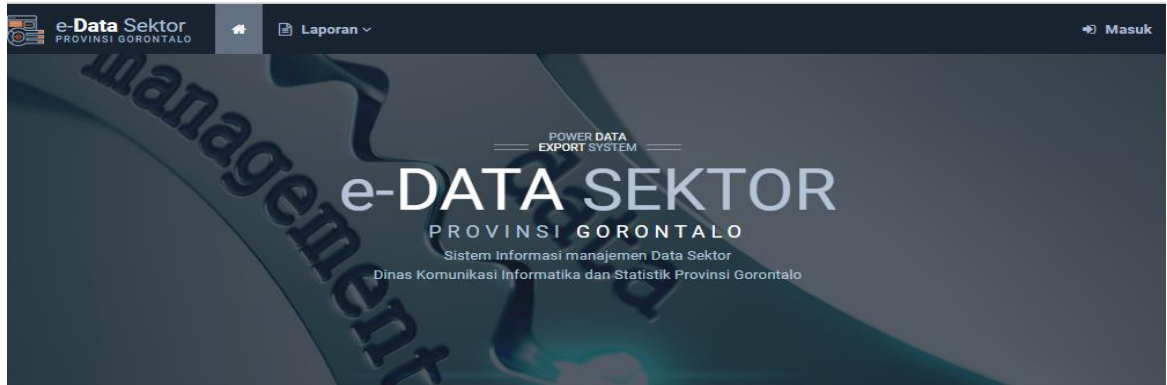 e-Data Sektor
PROVINSI GORONTALO
Laporan
Masuk
management
data
POWER DATA
EXPORT SYSTEM
e-DATA SEKTOR
PROVINSI GORONTALO
Sistem Informasi manajemen Data Sektor
Dinas Komunikasi Informatika dan Statistik Provinsi Gorontalo